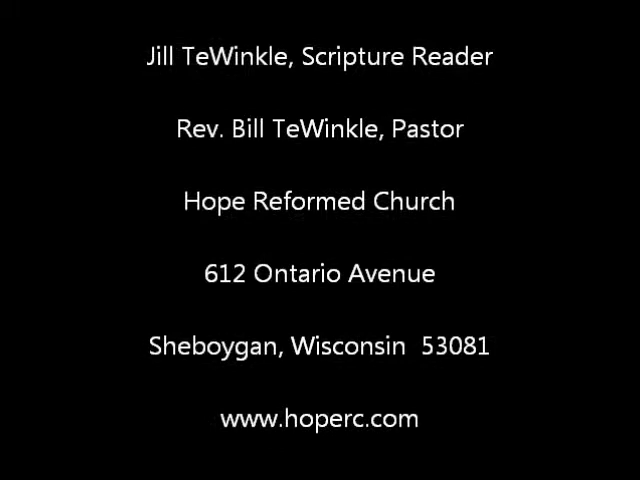 Jill TeWinkle, Scripture Reader
Rev. Bill TeWinkle, Pastor
Hope Reformed Church
612 Ontario Avenue
Sheboygan, Wisconsin  53081
www.hoperc.com